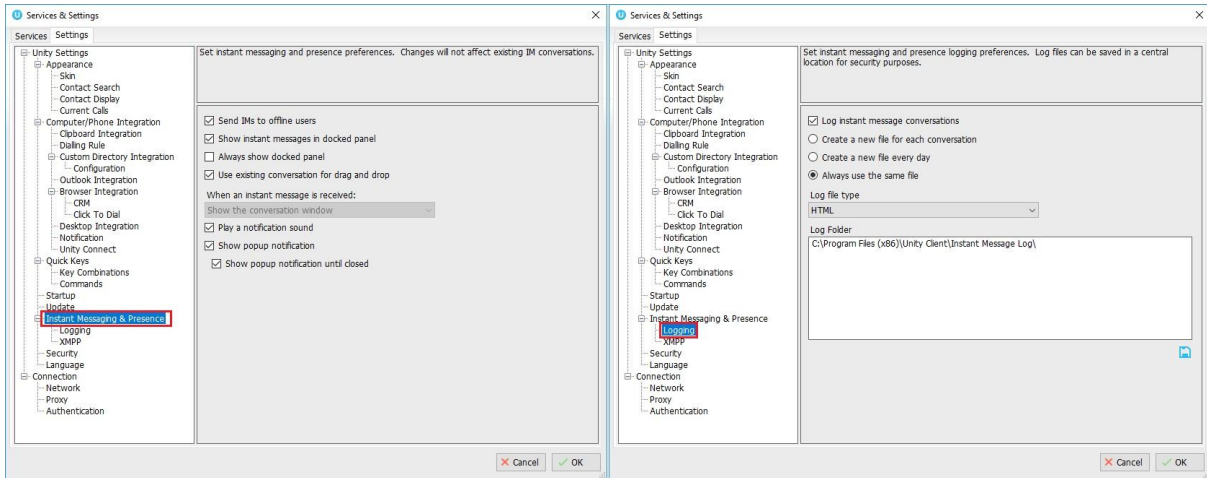 Services & Settings
Services Settings
Unity Settings
Appearance
Skin
Contact Search
Contact Display
Current Calls
Computer/Phone Integration
Clipboard Integration
Dialling Rule
Custom Directory Integration
Configuration
Outlook Integration
Browser Integration
CRM
Click To Dial
Desktop Integration
Notification
Unity Connect
Quick Keys
Key Combinations
Commands
Startup
Update
Instant Messaging & Presence
Logging
XMPP
Security
Language
Connection
Network
Proxy
Authentication
Set instant messaging and presence preferences. Changes will not affect existing IM conversations.
Send IMs to offline users
Show instant messages in docked panel
Always show docked panel
Use existing conversation for drag and drop
When an instant message is received:
Show the conversation window
Play a notification sound
Show popup notification
Show popup notification until closed
Cancel OK
Services & Settings
Services Settings
Unity Settings
Appearance
Skin
Contact Search
Contact Display
Current Calls
Computer/Phone Integration
Clipboard Integration
Dialling Rule
Custom Directory Integration
Configuration
Outlook Integration
Browser Integration
CRM
Click To Dial
Desktop Integration
Notification
Unity Connect
Quick Keys
Key Combinations
Commands
Startup
Update
Instant Messaging & Presence
Logging
XMPP
Security
Language
Connection
Network
Proxy
Authentication
Set instant messaging and presence logging preferences. Log files can be saved in a central
location for security purposes.
Log instant message conversations
Create a new file for each conversation
Create a new file every day
Always use the same file
Log file type
HTML
Log Folder
C:\Program Files (x86)\Unity Client\Instant Message Log\
Cancel OK